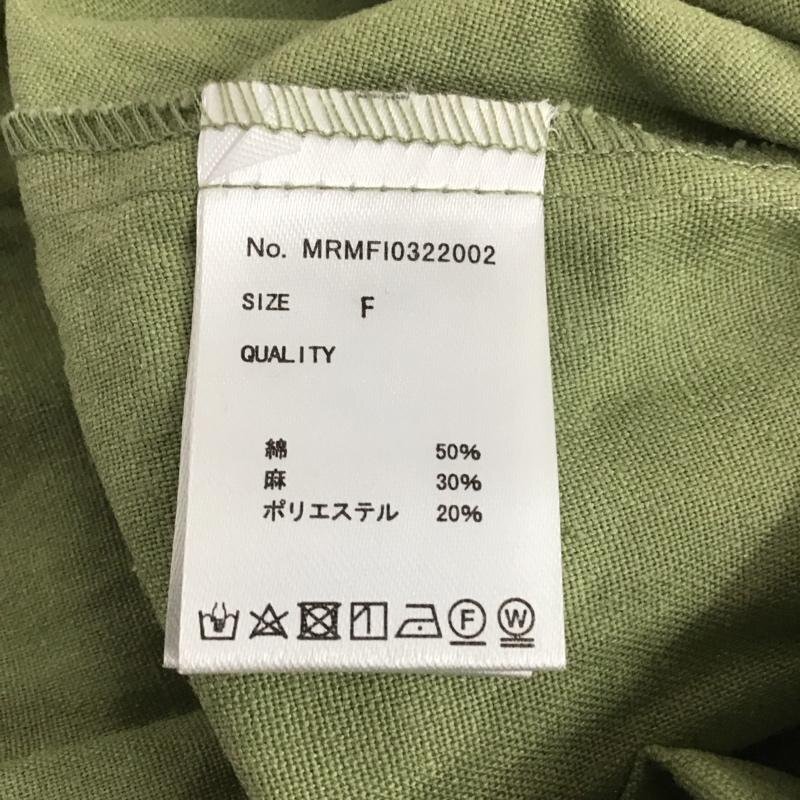 No. MRMFI0322002
SIZE F
QUALITY
綿 50%
麻 30%
ポリエステル 20%
F W